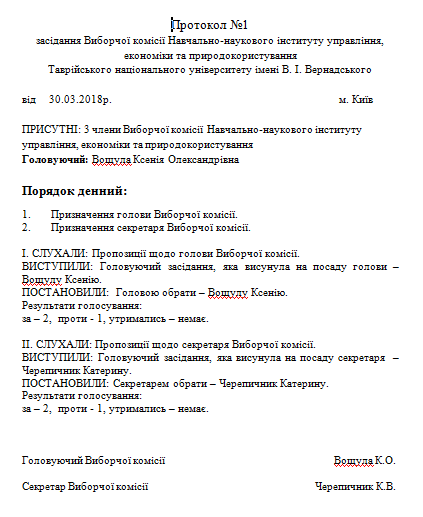 Протокол №1
засідання Виборчої комісії Навчально-наукового інституту управління,
економіки та природокористування
Таврійського національного університету імені В. І. Вернадського
від 30.03.2018р. м. Київ
ПРИСУТНІ: 3 члени Виборчої комісії Навчально-наукового інституту
управління, економіки та природокористування
Головуючий: Вощула Ксенія Олександрівна
Порядок денний:
1. Призначення голови Виборчої комісії.
2. Призначення секретаря Виборчої комісії.
І. СЛУХАЛИ: Пропозиції щодо голови Виборчої комісії.
ВИСТУПИЛИ: Головуючий засідання, яка висунула на посаду голови –
Вощулу Ксенію.
ПОСТАНОВИЛИ: Головою обрати – Вощулу Ксенію.
Результати голосування:
за – 2, проти - 1, утримались – немає.
ІІ. СЛУХАЛИ: Пропозиції щодо секретаря Виборчої комісії.
ВИСТУПИЛИ: Головуючий засідання, яка висунула на посаду секретаря –
Черепичник Катерину.
ПОСТАНОВИЛИ: Секретарем обрати – Черепичник Катерину.
Результати голосування:
за – 2, проти - 1, утримались – немає.
Головуючий Виборчої комісії Вощула К.О.
Секретар Виборчої комісії Черепичник К.В.